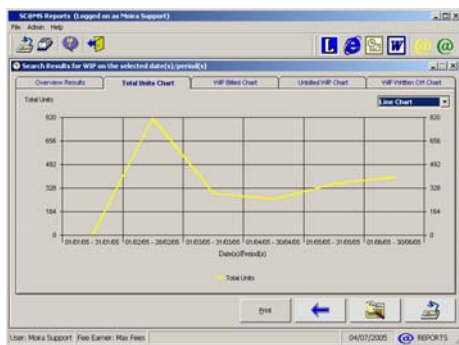 SC@MS Reports (Logged on as Moira Support)
File Admin Help
L e W @ @
Search Results for WIP on the selected date(s)/period(s)
Overview Results Total Units Chart WIP Billed Chart Unbilled WIP Chart WIP Written Off Chart
Total Units
Line Chart
820 820
656 656
492 492
328 328
164 164
0 0
01/01/05 - 31/01/05 01/02/05 - 28/02/05 01/03/05 - 31/03/05 01/04/05 - 30/04/05 01/05/05 - 31/05/05 01/06/05 - 30/06/05
Date(s)/Period(s)
Total Units
Print
User: Moira Support Fee Earner: Max Fees 04/07/2005 @ REPORTS